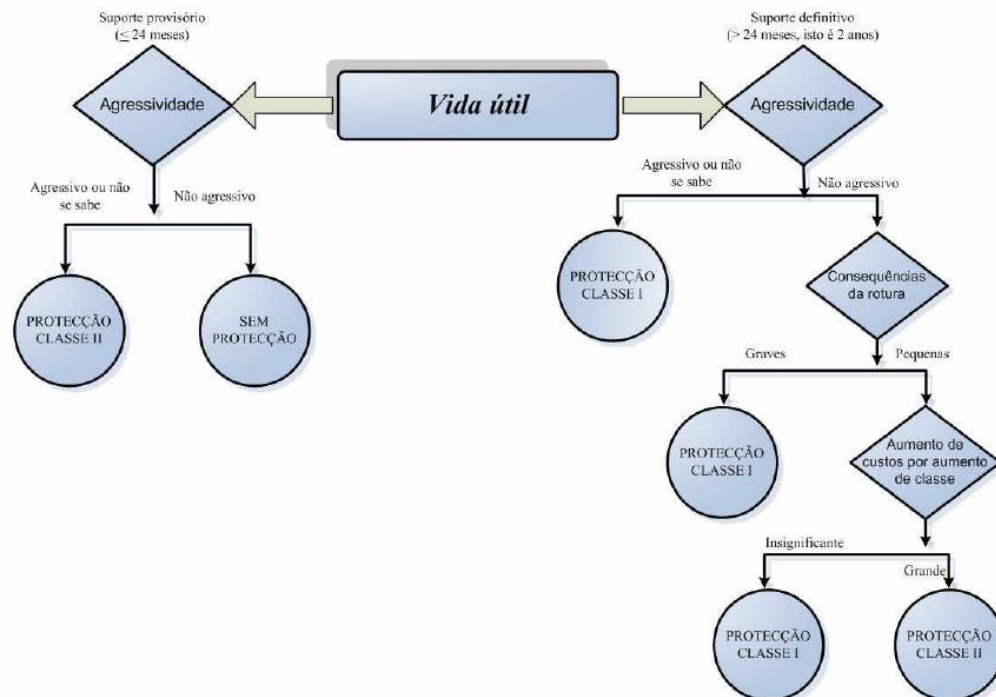 Suporte provisório
(≤ 24 meses)
Suporte definitivo
(> 24 meses, isto é 2 anos)
Agressividade
Vida útil
Agressividade
Agressivo ou não
se sabe
Não agressivo
Agressivo ou não
se sabe
Não agressivo
PROTECÇÃO
CLASSE II
SEM
PROTECÇÃO
PROTECÇÃO
CLASSE I
Consequências
da rotura
Graves
Pequenas
PROTECÇÃO
CLASSE I
Aumento de
custos por aumento
de classe
Insignificante
Grande
PROTECÇÃO
CLASSE I
PROTECÇÃO
CLASSE II